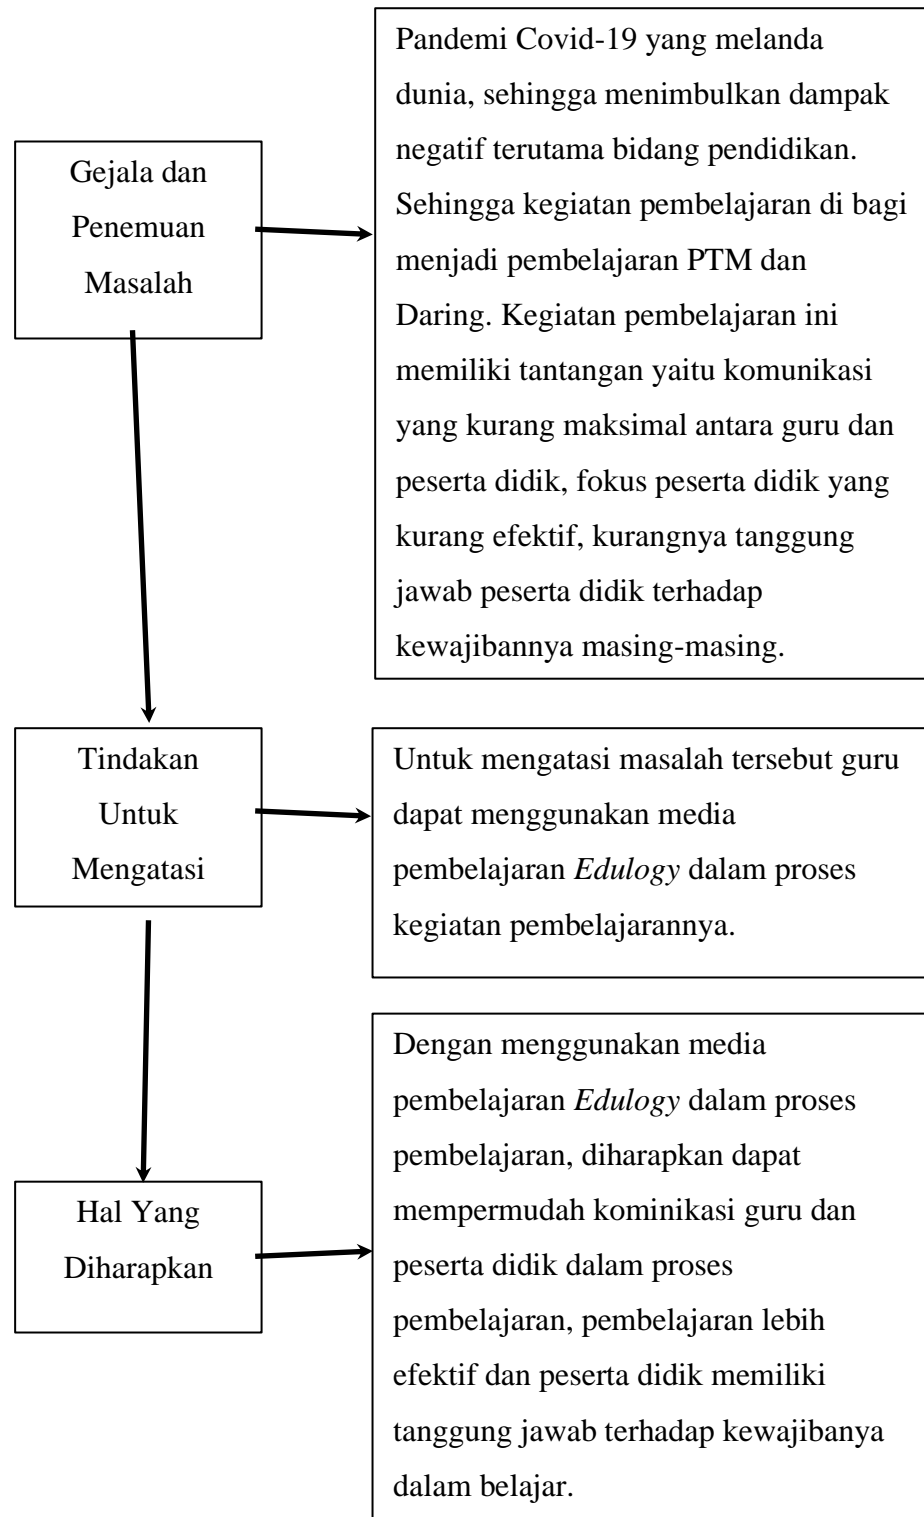 Gejala dan
Penemuan
Masalah
Pandemi Covid-19 yang melanda
dunia, sehingga menimbulkan dampak
negatif terutama bidang pendidikan.
Sehingga kegiatan pembelajaran di bagi
menjadi pembelajaran PTM dan
Daring. Kegiatan pembelajaran ini
memiliki tantangan yaitu komunikasi
yang kurang maksimal antara guru dan
peserta didik, fokus peserta didik yang
kurang efektif, kurangnya tanggung
jawab peserta didik terhadap
kewajibannya masing-masing.
Tindakan
Untuk
Mengatasi
Untuk mengatasi masalah tersebut guru
dapat menggunakan media
pembelajaran Edulogy dalam proses
kegiatan pembelajarannya.
Hal Yang
Diharapkan
Dengan menggunakan media
pembelajaran Edulogy dalam proses
pembelajaran, diharapkan dapat
mempermudah kominikasi guru dan
peserta didik dalam proses
pembelajaran, pembelajaran lebih
efektif dan peserta didik memiliki
tanggung jawab terhadap kewajibanya
dalam belajar.